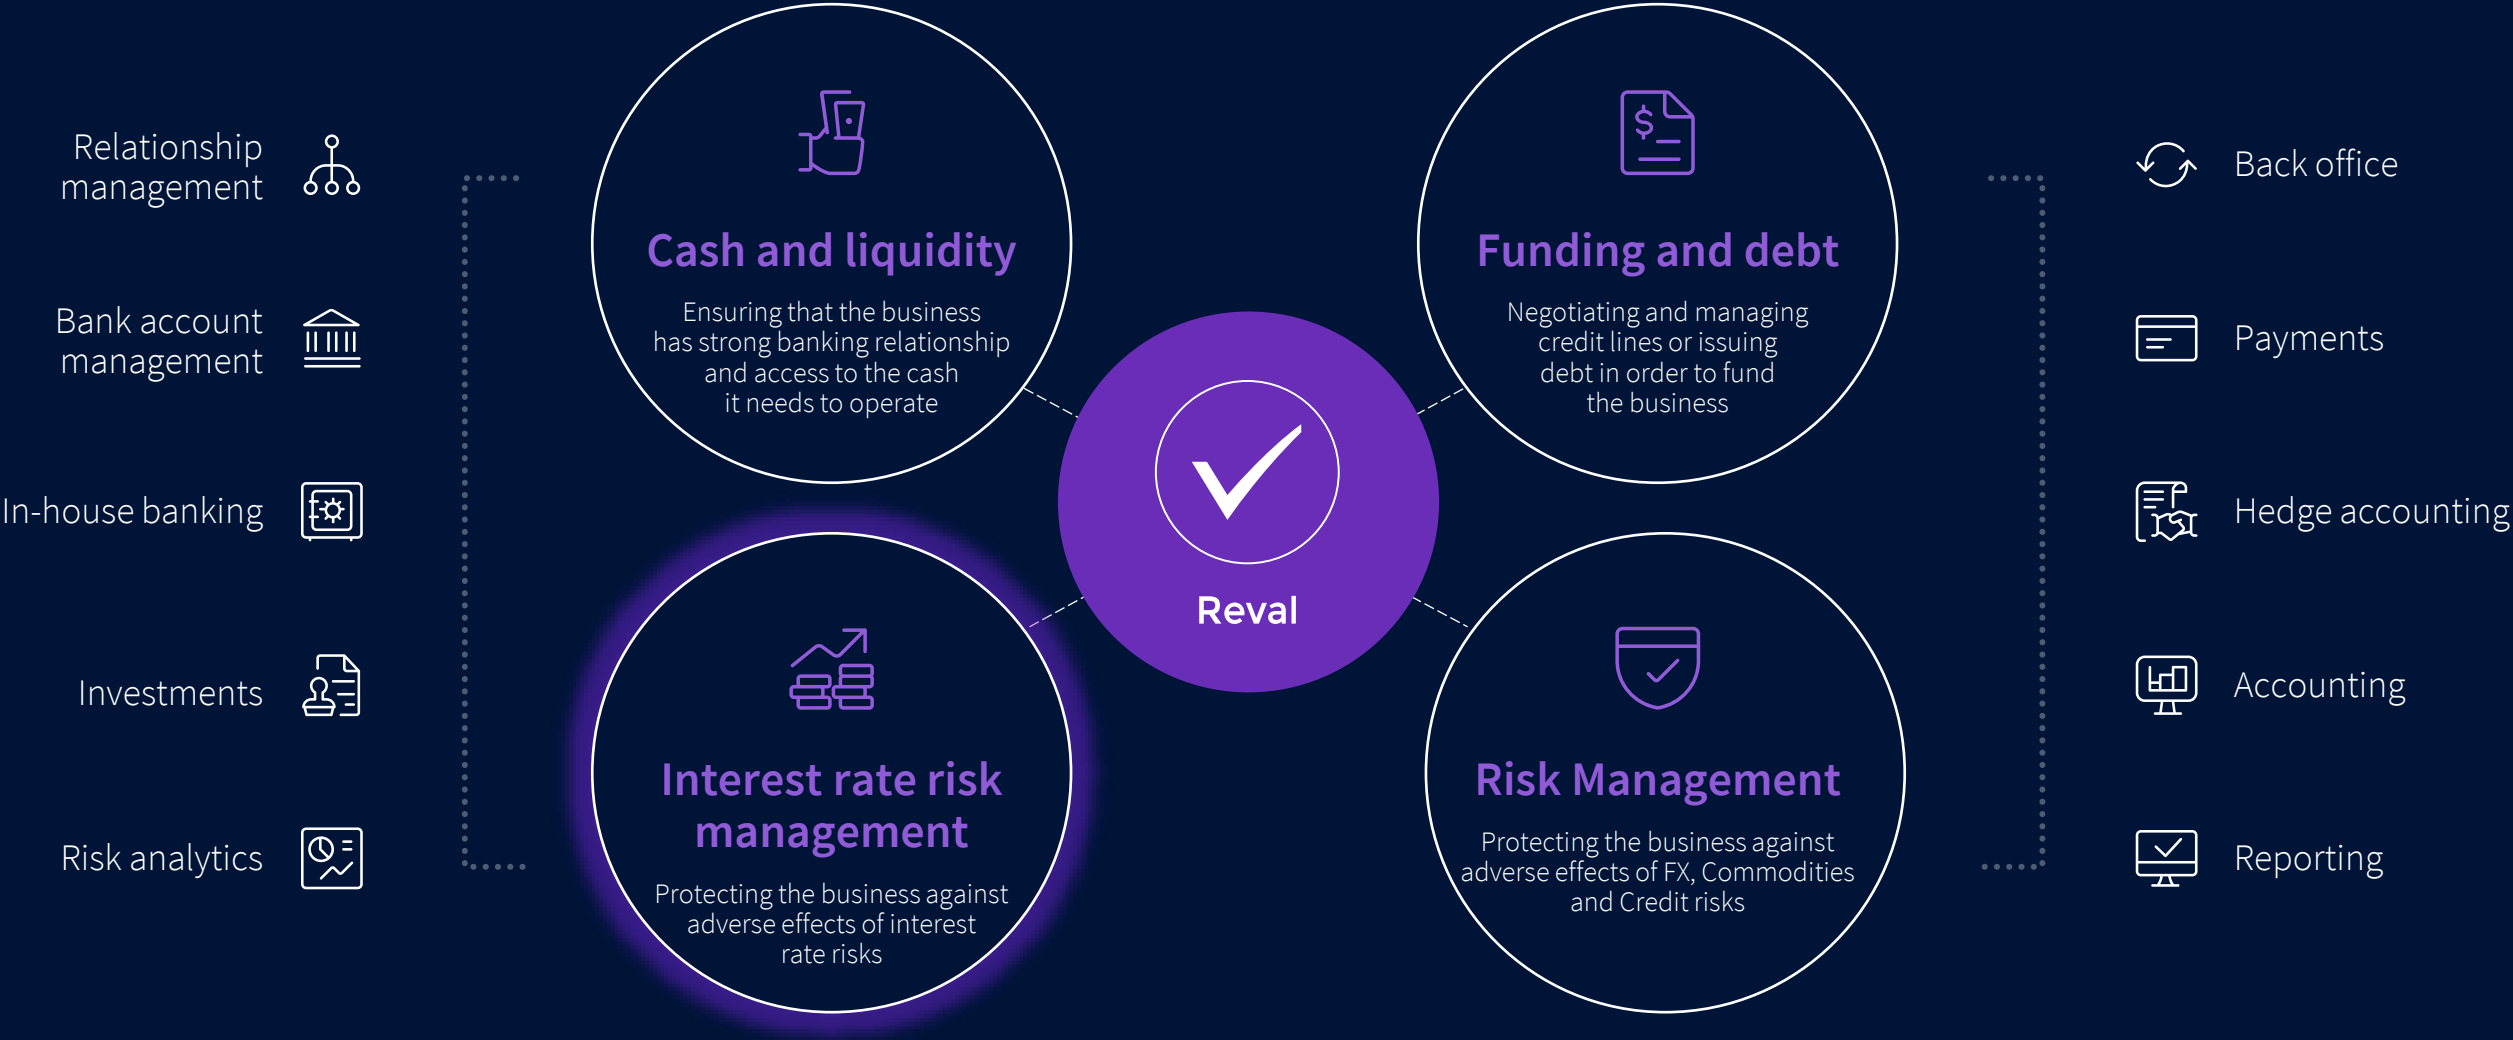 Relationship
management
Bank account
management
In-house banking
Investments
Risk analytics
Cash and liquidity
Ensuring that the business
has strong banking relationship
and access to the cash
it needs to operate
Funding and debt
Negotiating and managing
credit lines or issuing
debt in order to fund
the business
Reval
Interest rate risk
management
Protecting the business against
adverse effects of interest
rate risks
Risk Management
Protecting the business against
adverse effects of FX, Commodities
and Credit risks
Back office
Payments
Hedge accounting
Accounting
Reporting